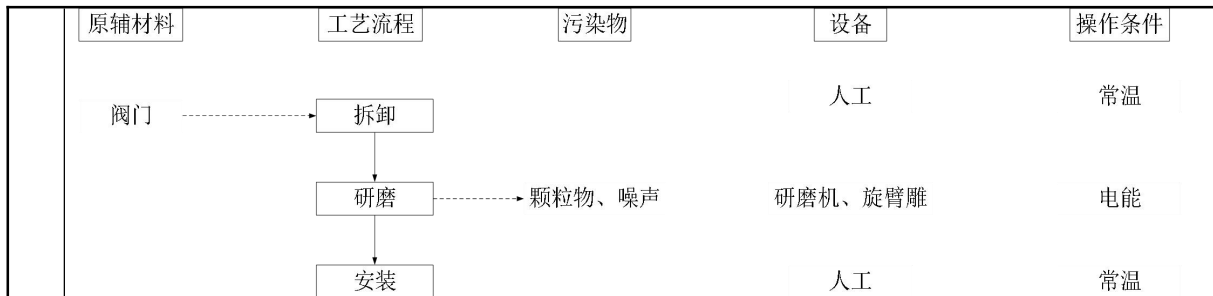 原辅材料 工艺流程 污染物 设备 操作条件
人工 常温
阀门 拆卸
研磨 颗粒物、噪声 研磨机、旋臂雕 电能
安装 人工 常温